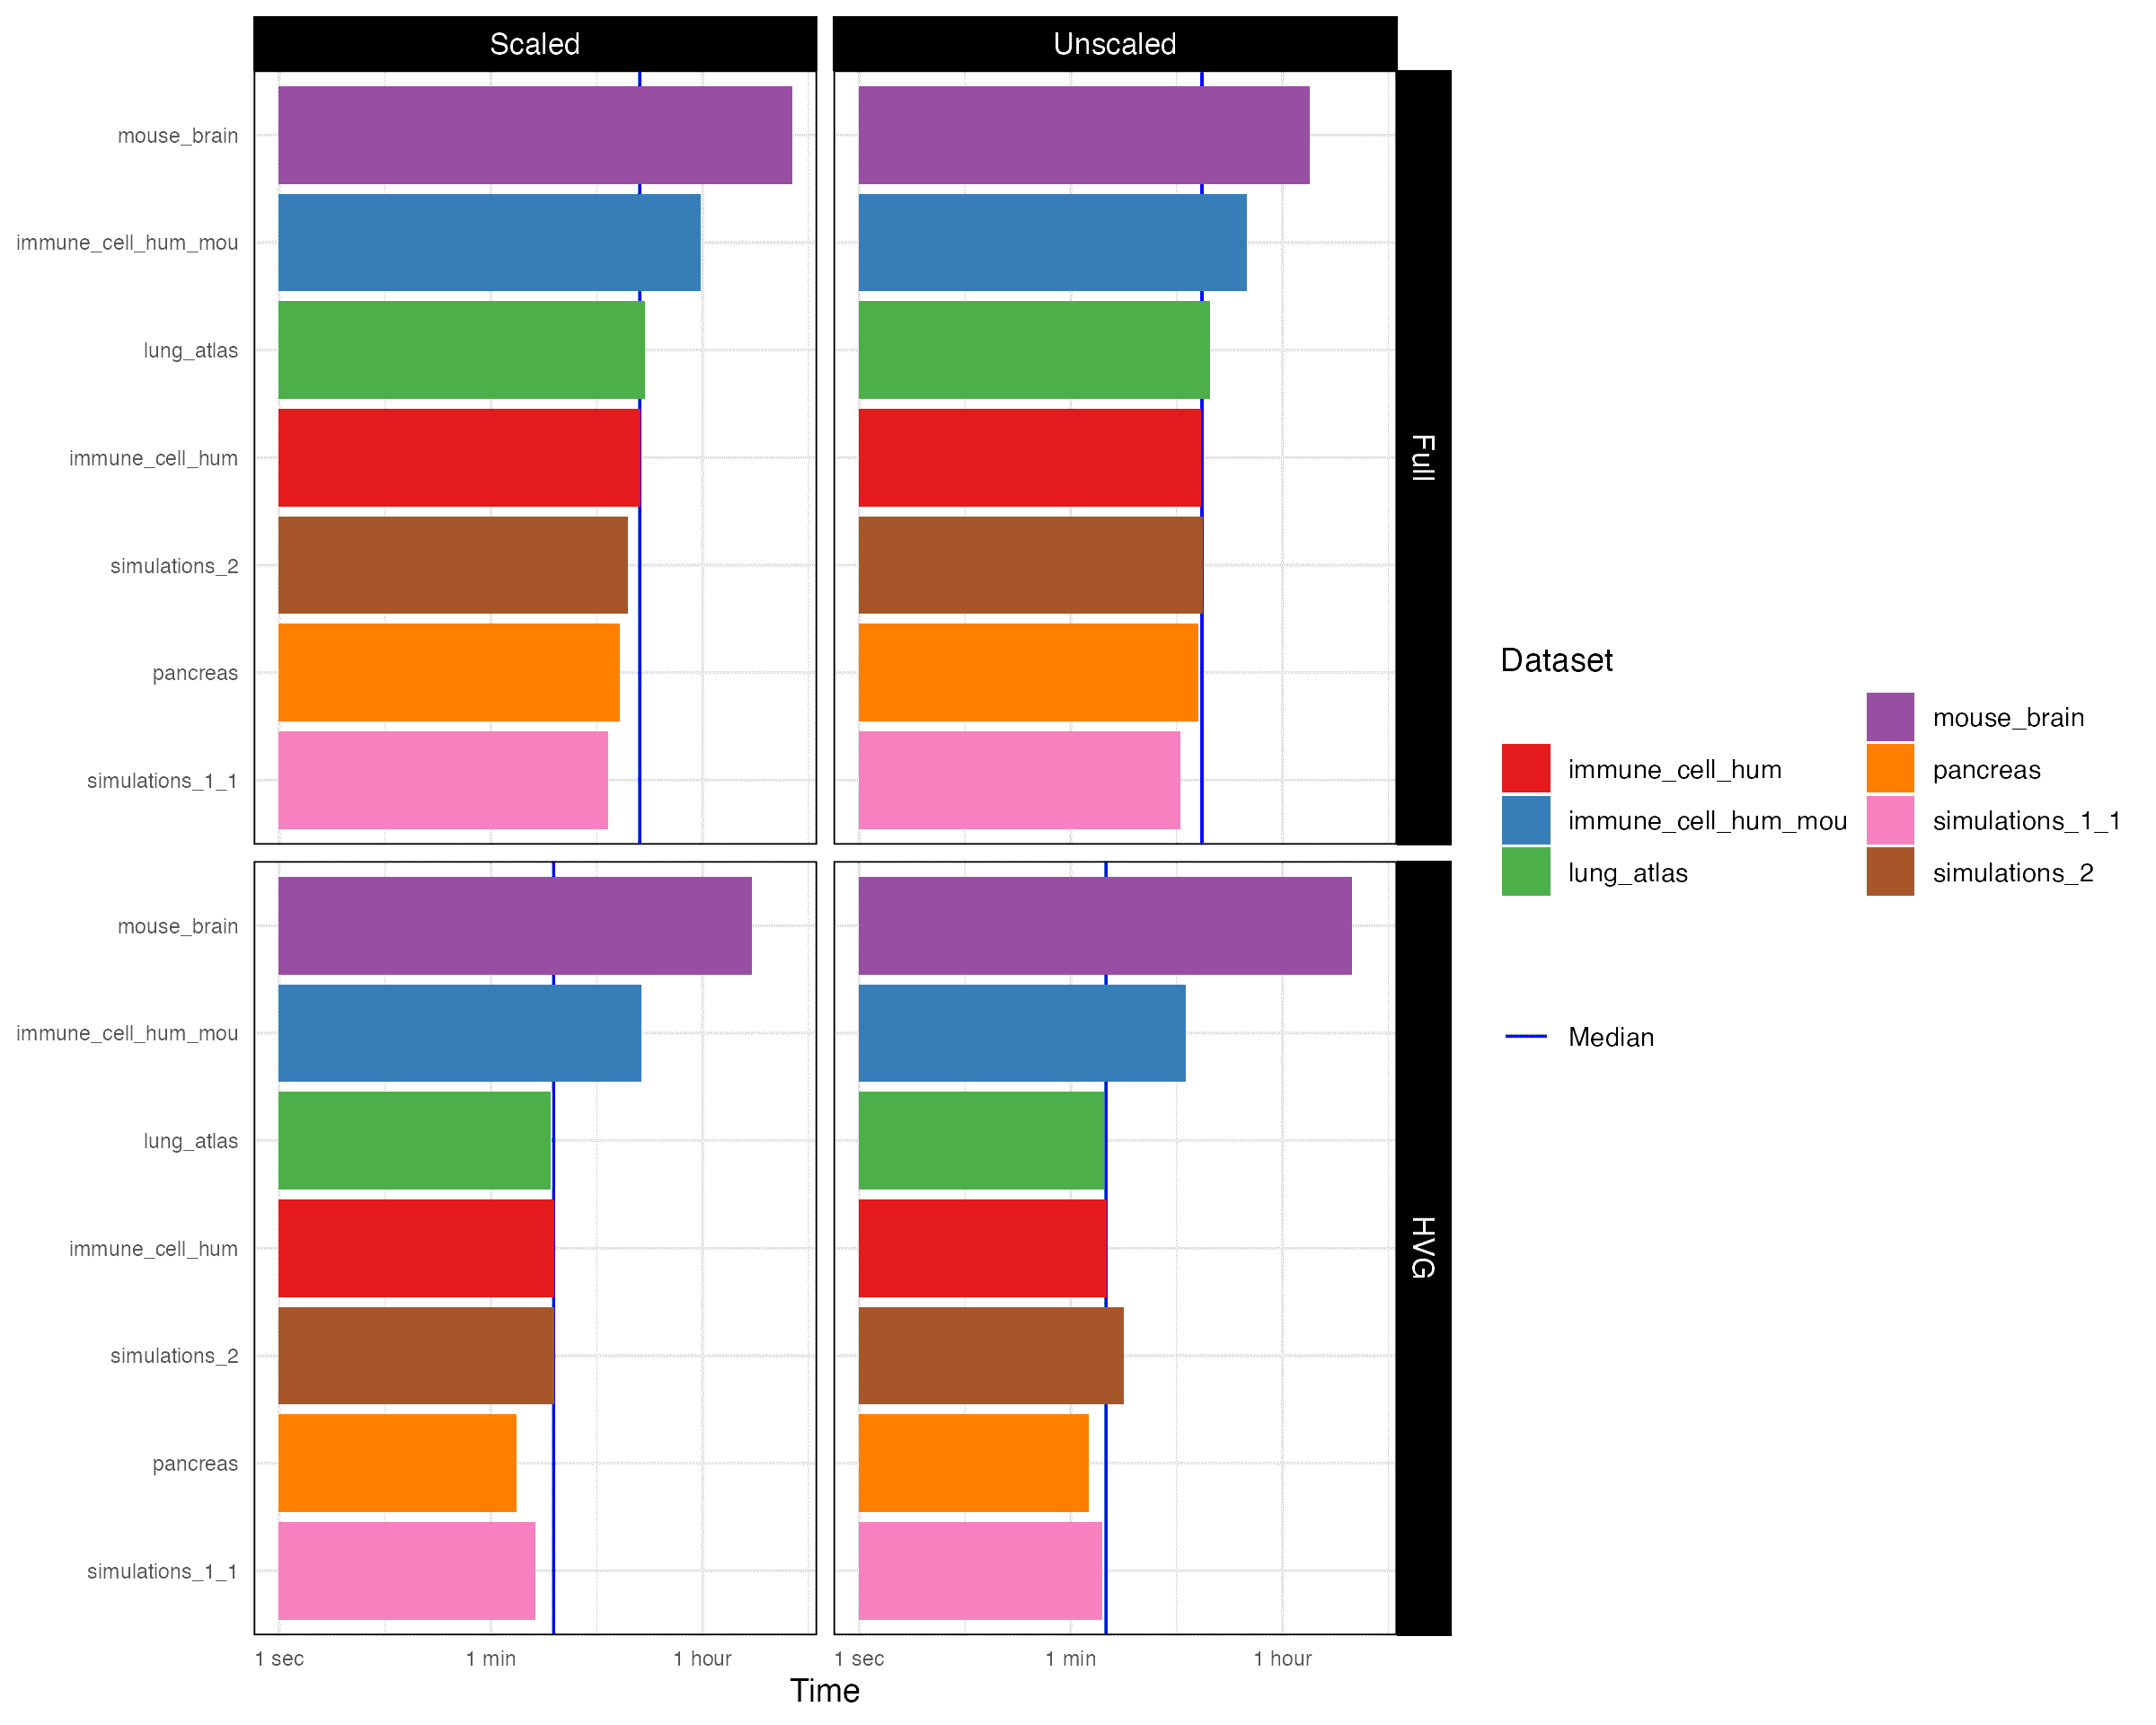 Scaled
Unscaled
mouse_brain
immune_cell_hum_mou
lung_atlas
immune_cell_hum
simulations_2
pancreas
simulations_1_1
Full
mouse_brain
immune_cell_hum_mou
lung_atlas
immune_cell_hum
simulations_2
pancreas
simulations_1_1
HVG
1 sec
1 min
1 hour
1 sec
1 min
1 hour
Time
Dataset
immune_cell_hum
immune_cell_hum_mou
lung_atlas
mouse_brain
pancreas
simulations_1_1
simulations_2
Median